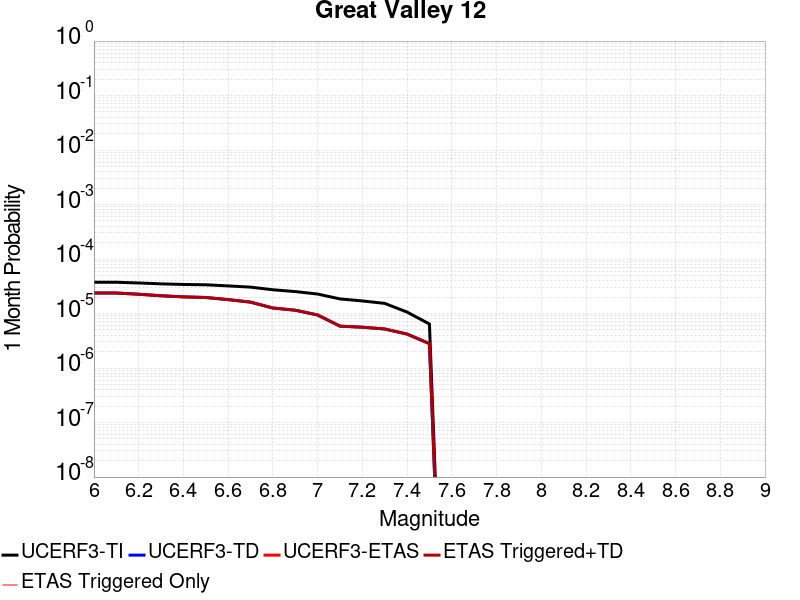 Great Valley 12
10^0
10^-1
10^-2
10^-3
10^-4
10^-5
10^-6
10^-7
10^-8
1 Month Probability
6 6.2 6.4 6.6 6.8 7 7.2 7.4 7.6 7.8 8 8.2 8.4 8.6 8.8 9
Magnitude
UCERF3-TI UCERF3-TD UCERF3-ETAS ETAS Triggered+TD
ETAS Triggered Only